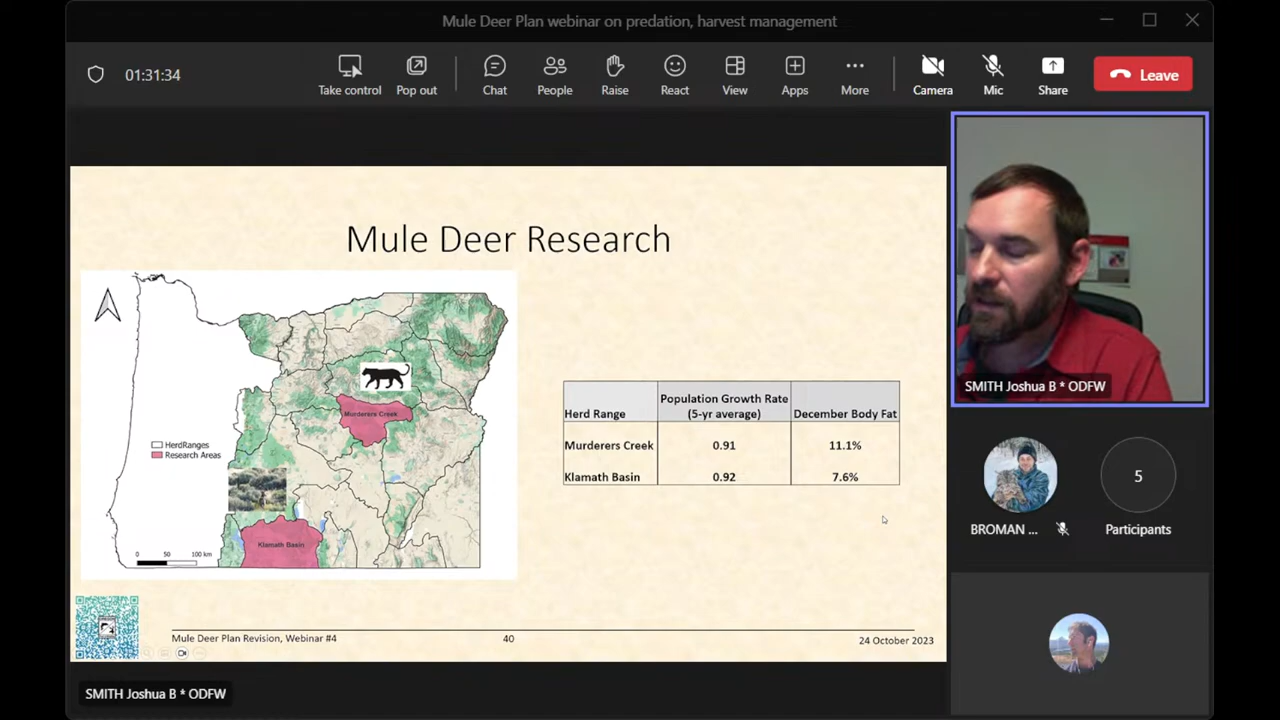 Mule Deer Plan webinar on predation, harvest management
01:31:34
Take control
Pop out
Chat
People
Raise
React
View
Apps
More
Camera
Mic
Share
Leave
Mule Deer Research
Murderers Creek
HerdRanges
Research Areas
Klamath Basin
0 50 100 km
Herd Range
Population Growth Rate
(5-yr average)
December Body Fat
Murderers Creek 0.91 11.1%
Klamath Basin 0.92 7.6%
Mule Deer Plan Revision, Webinar #4
40
24 October 2023
SMITH Joshua B * ODFW
SMITH Joshua B * ODFW
BROMAN ...
5
Participants